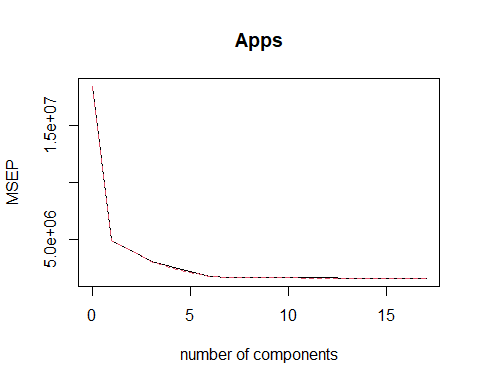 Apps
MSEP
1.5e+07
5.0e+06
0 5 10 15
number of components